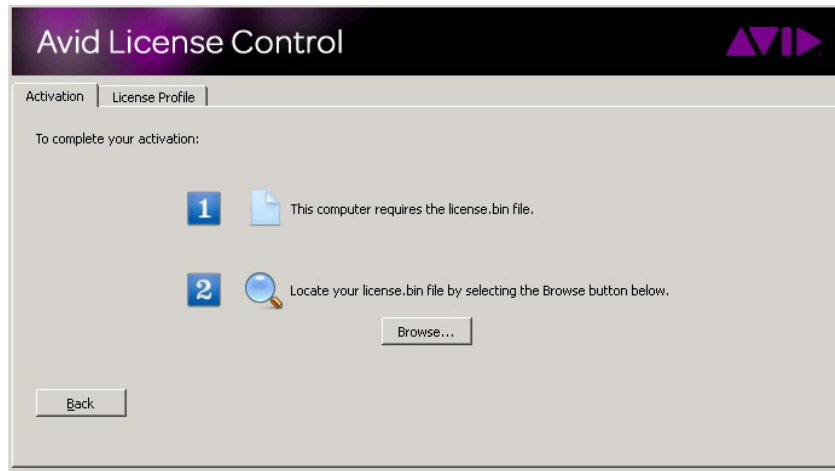 Avid License Control
AVID
Activation
License Profile
To complete your activation:
1
This computer requires the license.bin file.
2
Locate your license.bin file by selecting the Browse button below.
Browse...
Back